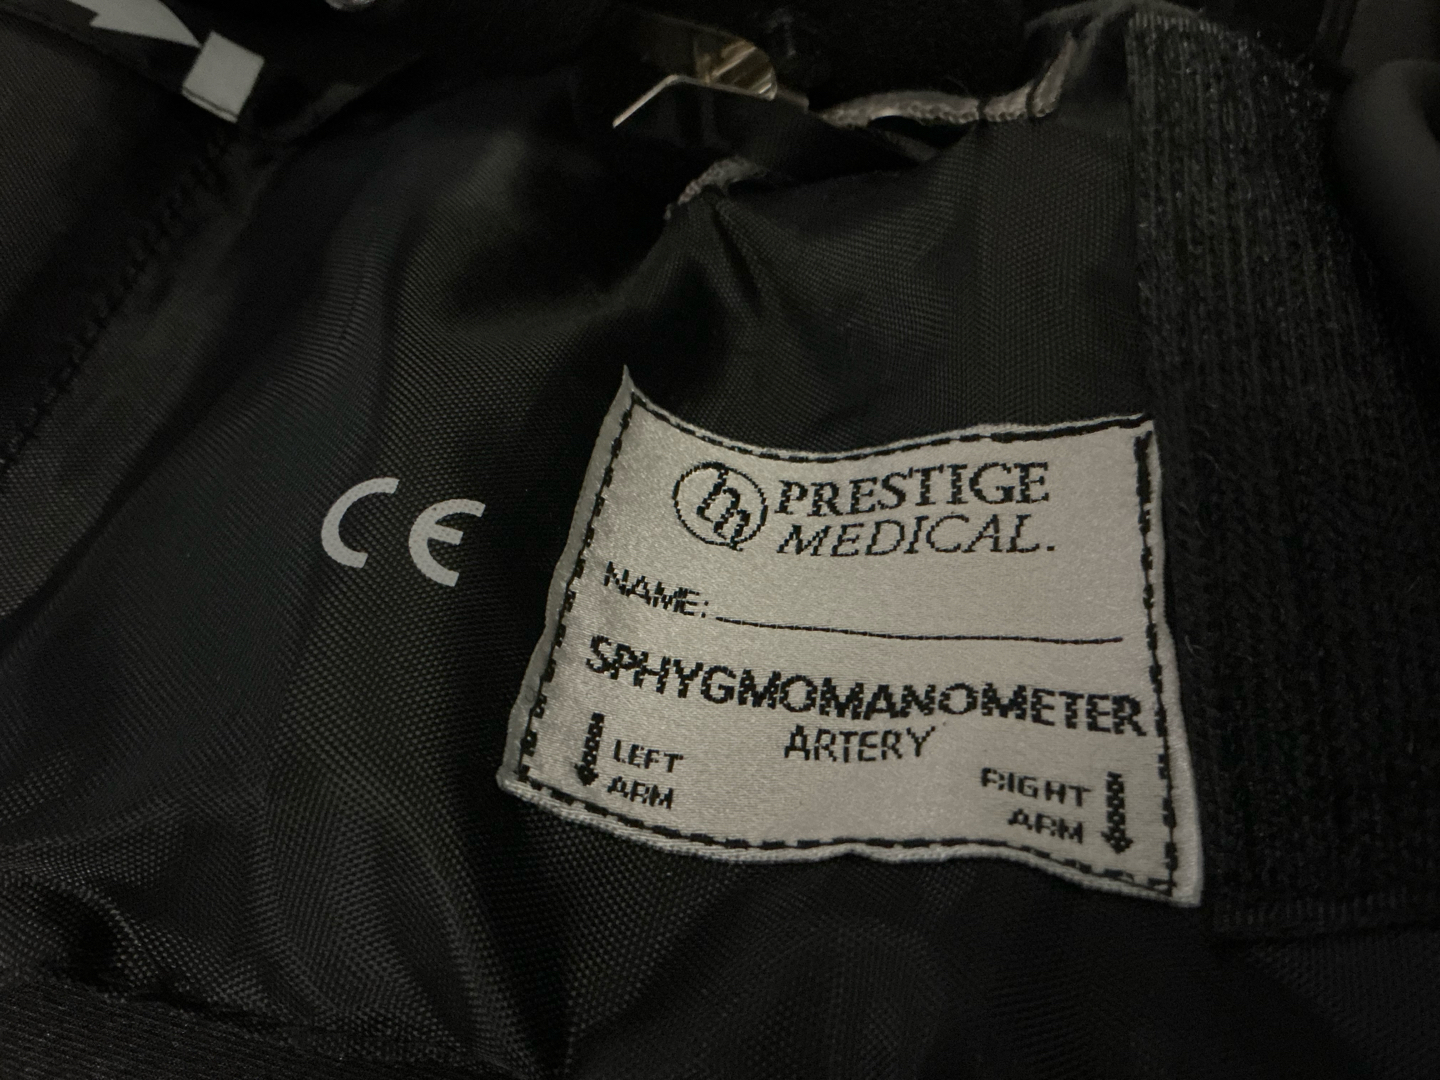 CE
PRESTIGE
MEDICAL.
NAME:
SPHYGMOMANOMETER
ARTERY
LEFT
ARM
RIGHT
ARM